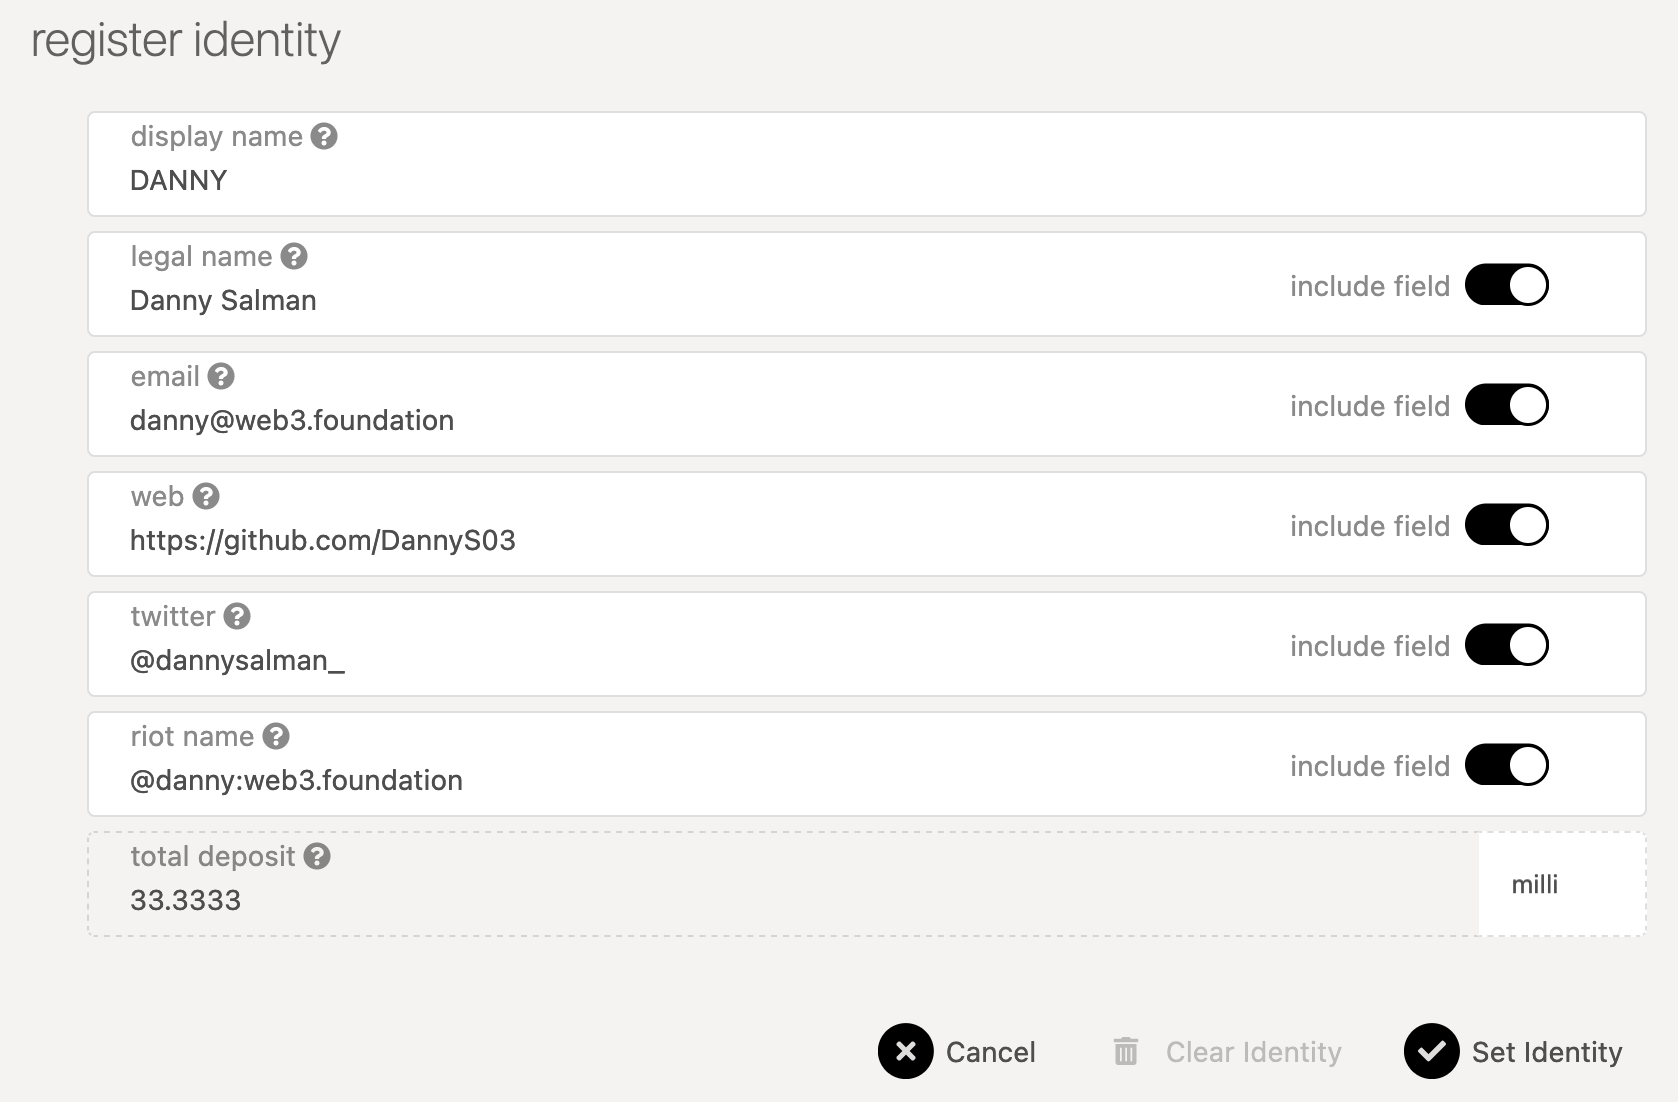 register identity
display name
DANNY
legal name
Danny Salman
include field
email
danny@web3.foundation
include field
web
https://github.com/DannyS03
include field
twitter
@dannysalman_
include field
riot name
@danny:web3.foundation
include field
total deposit
33.3333
milli
Cancel
Clear Identity
Set Identity